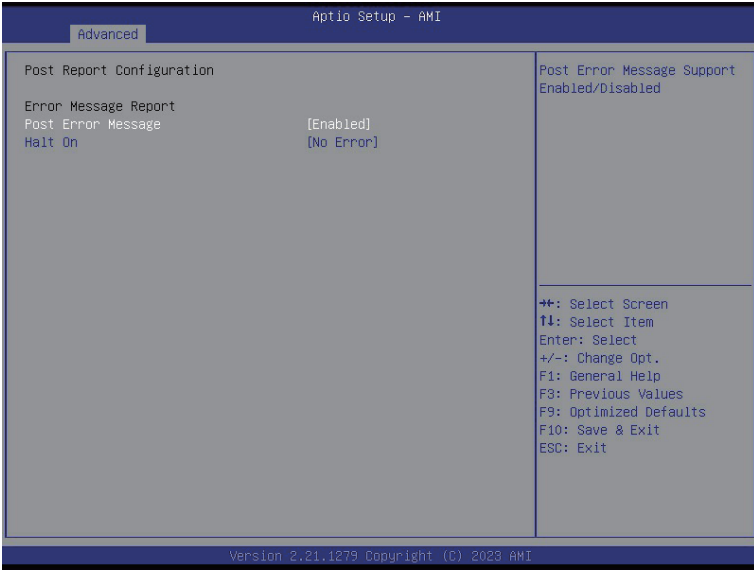 Aptio Setup – AMI
Advanced
Post Report Configuration
Error Message Report
Post Error Message [Enabled]
Halt On [No Error]
Post Error Message Support
Enabled/Disabled
→←: Select Screen
↑↓: Select Item
Enter: Select
+/-: Change Opt.
F1: General Help
F3: Previous Values
F9: Optimized Defaults
F10: Save & Exit
ESC: Exit
Version 2.21.1279 Copyright (C) 2023 AMI